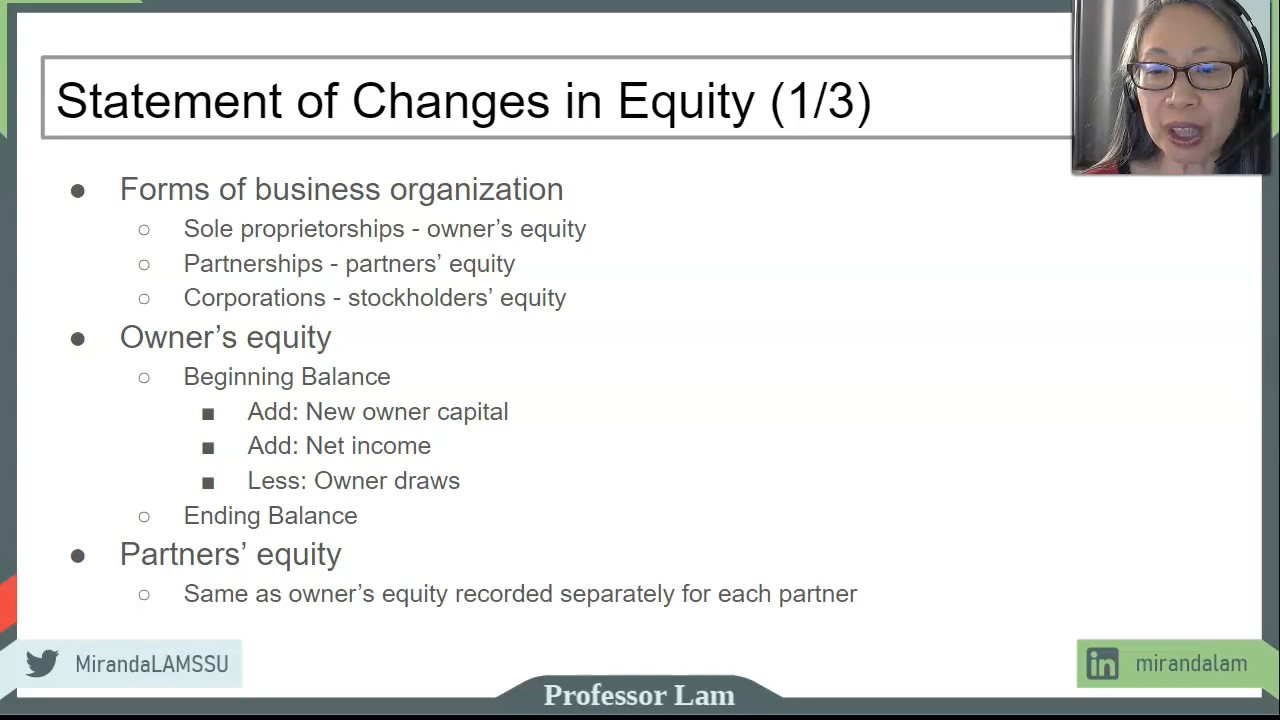 Statement of Changes in Equity (1/3)
● Forms of business organization
○ Sole proprietorships - owner’s equity
○ Partnerships - partners’ equity
○ Corporations - stockholders’ equity
● Owner’s equity
○ Beginning Balance
■ Add: New owner capital
■ Add: Net income
■ Less: Owner draws
○ Ending Balance
● Partners’ equity
○ Same as owner’s equity recorded separately for each partner
MirandaLAMSSU
in mirandalam
Professor Lam